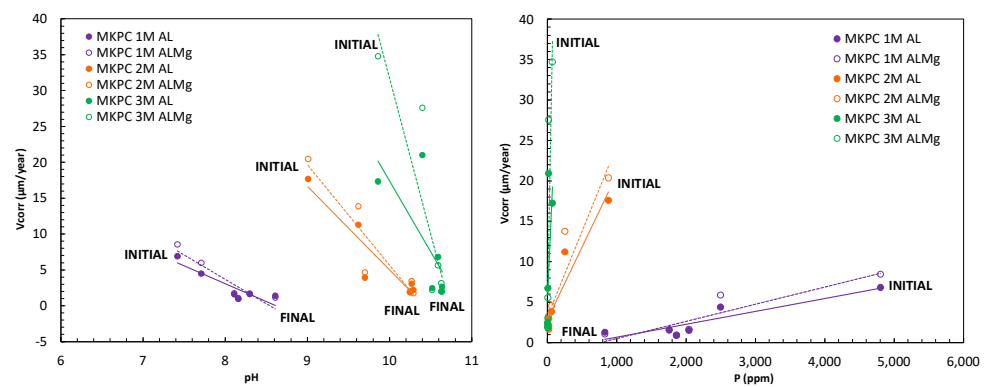 40
35
30
25
20
15
10
5
0
-5
Vcorr (µm/year)
MKPC 1M AL
MKPC 1M ALMg
MKPC 2M AL
MKPC 2M ALMg
MKPC 3M AL
MKPC 3M ALMg
INITIAL
INITIAL
INITIAL
FINAL
FINAL
FINAL
6 7 8 9 10 11
pH
40
35
30
25
20
15
10
5
0
Vcorr (µm/year)
INITIAL
MKPC 1M AL
MKPC 1M ALMg
MKPC 2M AL
MKPC 2M ALMg
MKPC 3M AL
MKPC 3M ALMg
INITIAL
INITIAL
FINAL
0 1,000 2,000 3,000 4,000 5,000 6,000
P (ppm)